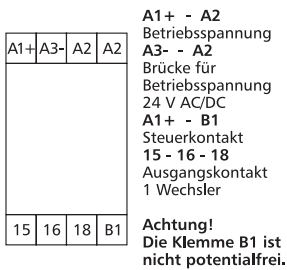 A1+ A3- A2 A2
15 16 18 B1
A1+ - A2
Betriebsspannung
A3- - A2
Brücke für
Betriebsspannung
24 V AC/DC
A1+ - B1
Steuerkontakt
15 - 16 - 18
Ausgangskontakt
1 Wechsler
Achtung!
Die Klemme B1 ist
nicht potentialfrei.